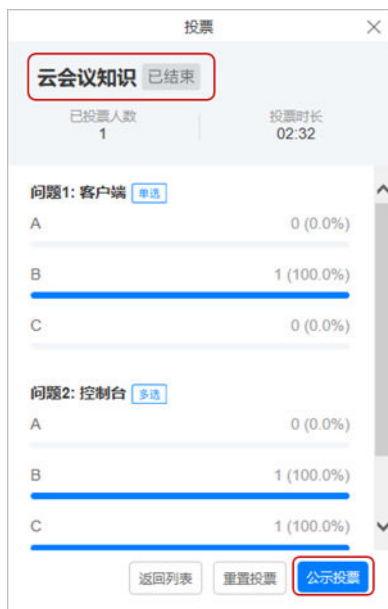 投票
云会议知识 已结束
已投票人数 投票时长
1 02:32
问题1: 客户端 单选
A 0 (0.0%)
B 1 (100.0%)
C 0 (0.0%)
问题2: 控制台 多选
A 0 (0.0%)
B 1 (100.0%)
C 1 (100.0%)
返回列表 重置投票 公示投票